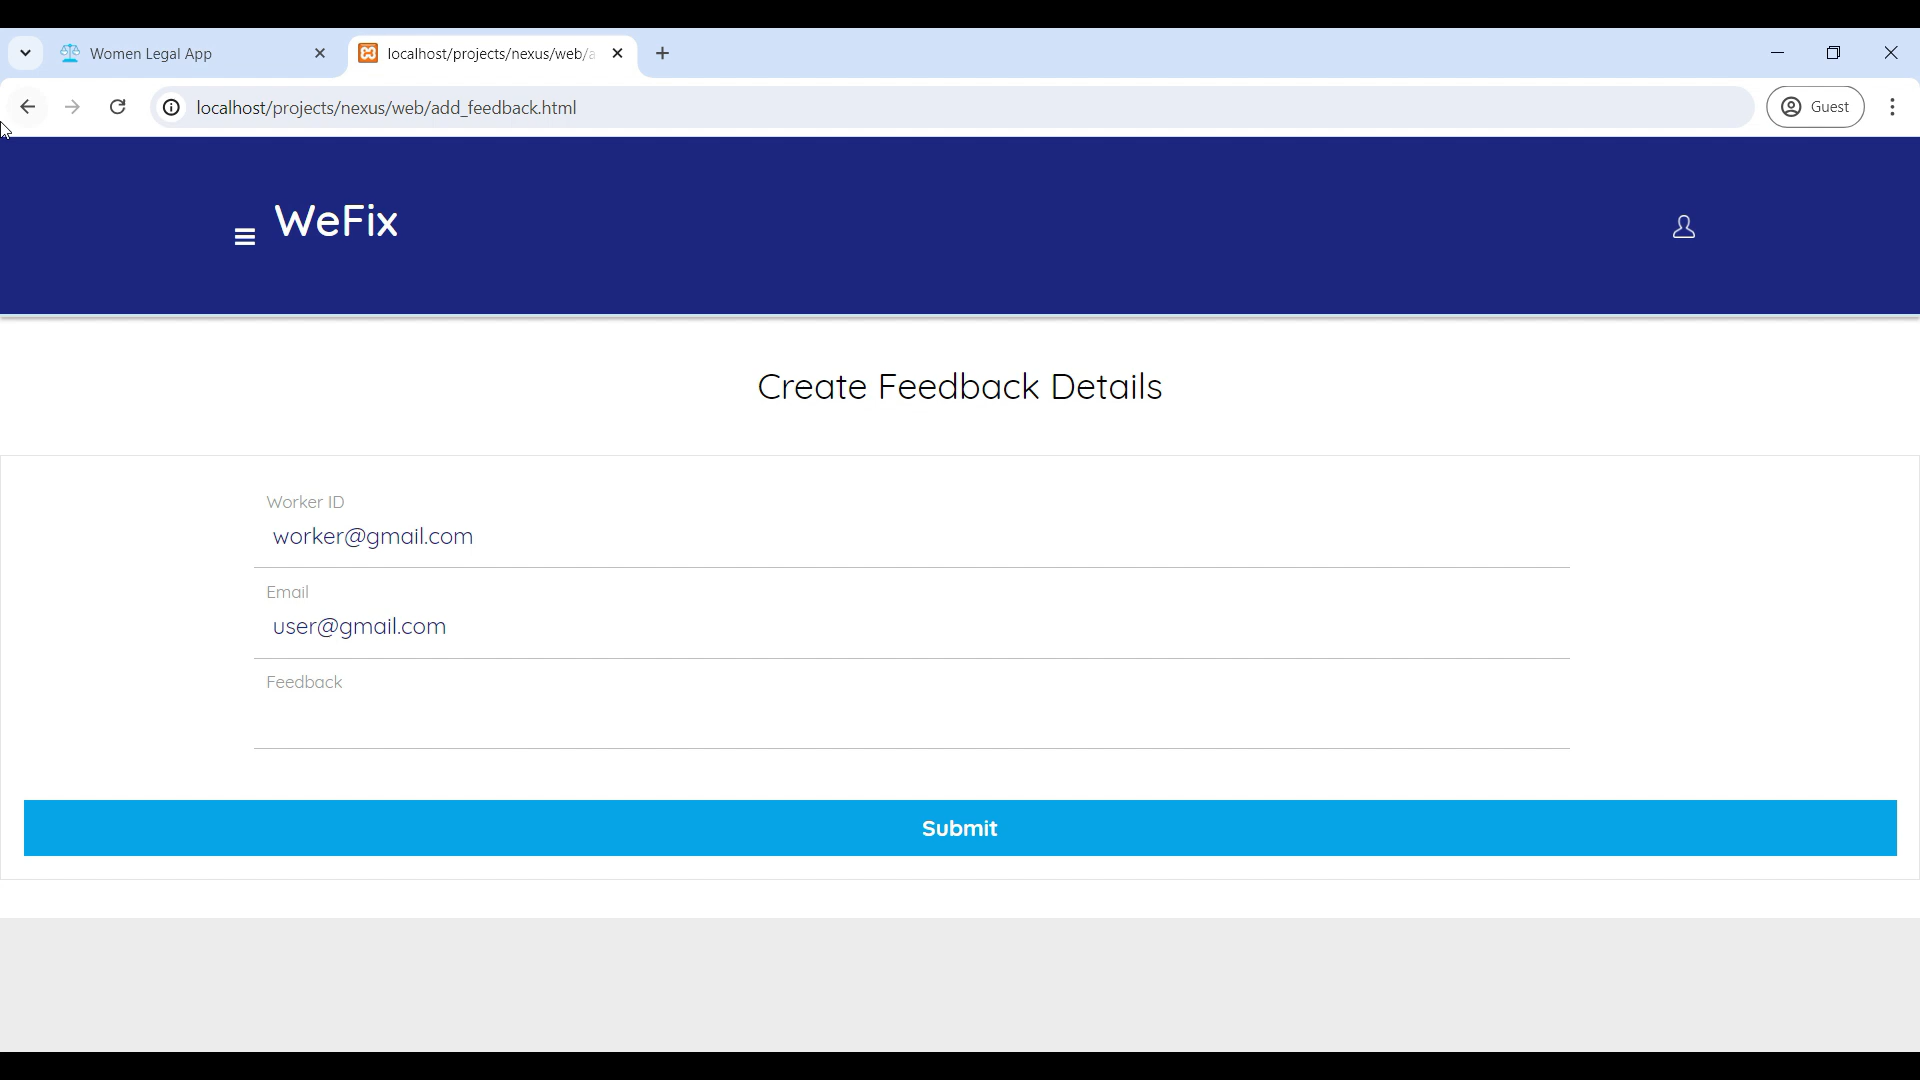 Women Legal App
localhost/projects/nexus/web/a
localhost/projects/nexus/web/add_feedback.html
Guest
WeFix
Create Feedback Details
Worker ID
worker@gmail.com
Email
user@gmail.com
Feedback
Submit